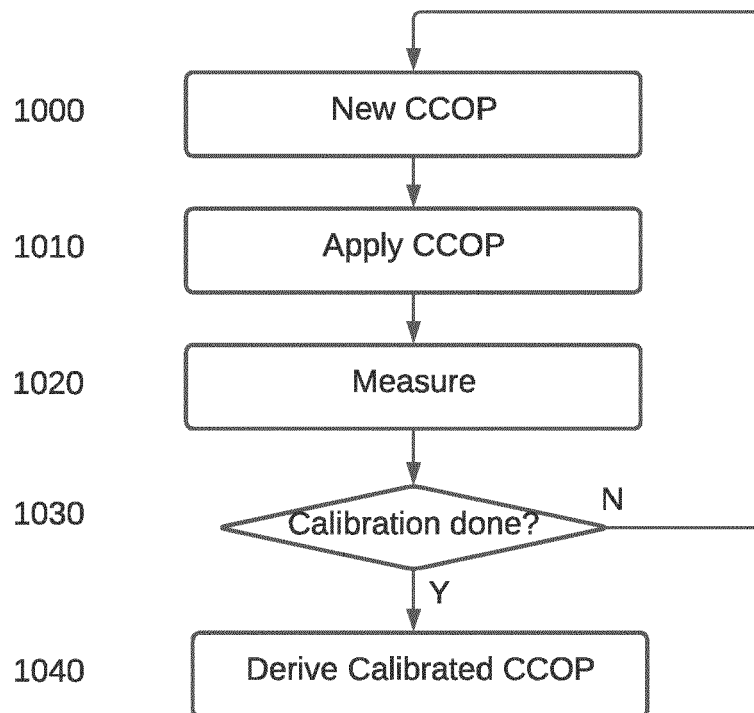 1000 New CCOP
1010 Apply CCOP
1020 Measure
1030 Calibration done? N
Y
1040 Derive Calibrated CCOP